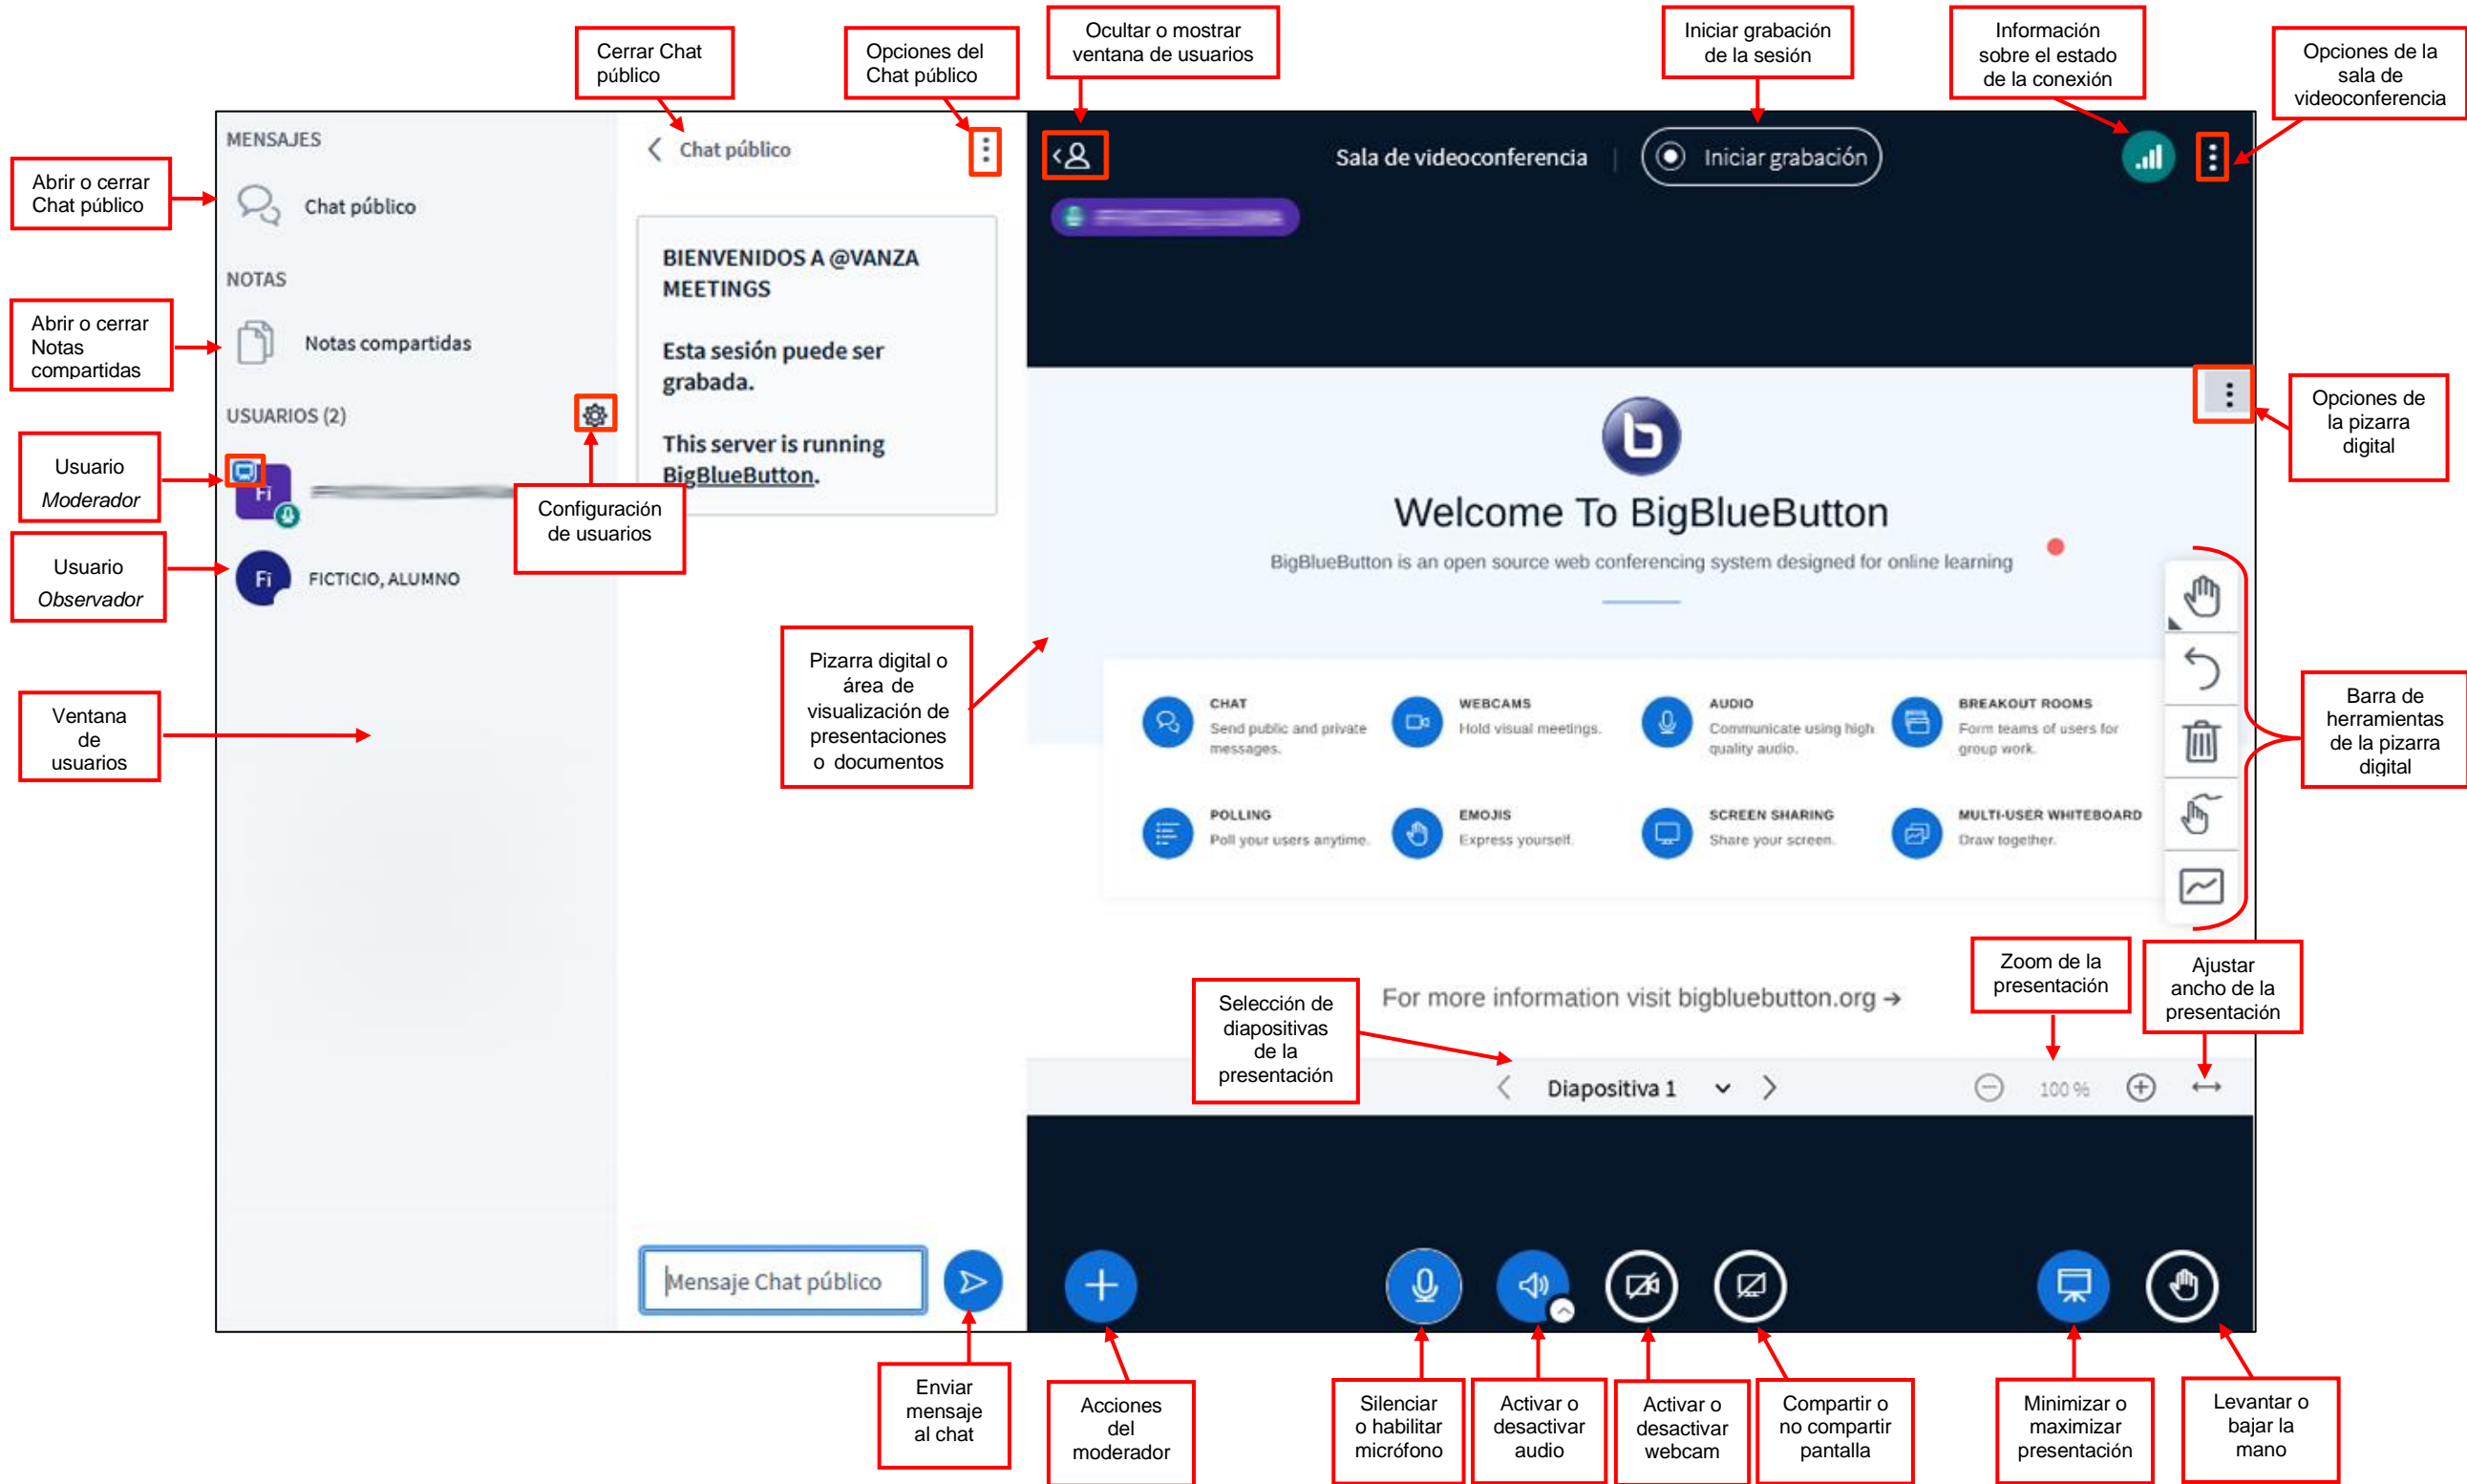 Cerrar Chat
público
Opciones del
Chat público
Ocultar o mostrar
ventana de usuarios
Iniciar grabación
de la sesión
Información
sobre el estado
de la conexión
Opciones de la
sala de
videoconferencia
Abrir o cerrar
Chat público
Abrir o cerrar
Notas
compartidas
Usuario
Moderador
Usuario
Observador
Ventana
de
usuarios
MENSAJES
Chat público
NOTAS
Notas compartidas
USUARIOS (2)
Fi
Fi
FICTICIO, ALUMNO
Configuración
de usuarios
Chat público
BIENVENIDOS A @VANZA
MEETINGS
Esta sesión puede ser
grabada.
This server is running
BigBlueButton.
Pizarra digital o
área de
visualización de
presentaciones
o documentos
Mensaje Chat público
Sala de videoconferencia
Iniciar grabación
Welcome To BigBlueButton
BigBlueButton is an open source web conferencing system designed for online learning
CHAT
Send public and private
messages.
WEBCAMS
Hold visual meetings.
AUDIO
Communicate using high
quality audio.
BREAKOUT ROOMS
Form teams of users for
group work.
POLLING
Poll your users anytime.
EMOJIS
Express yourself.
SCREEN SHARING
Share your screen.
MULTI-USER WHITEBOARD
Draw together.
For more information visit bigbluebutton.org →
Diapositiva 1
100 %
Opciones de
la pizarra
digital
Barra de
herramientas
de la pizarra
digital
Selección de
diapositivas
de la
presentación
Zoom de la
presentación
Ajustar
ancho de la
presentación
Enviar
mensaje
al chat
Acciones
del
moderador
Silenciar
o habilitar
micrófono
Activar o
desactivar
audio
Activar o
desactivar
webcam
Compartir o
no compartir
pantalla
Minimizar o
maximizar
presentación
Levantar o
bajar la
mano